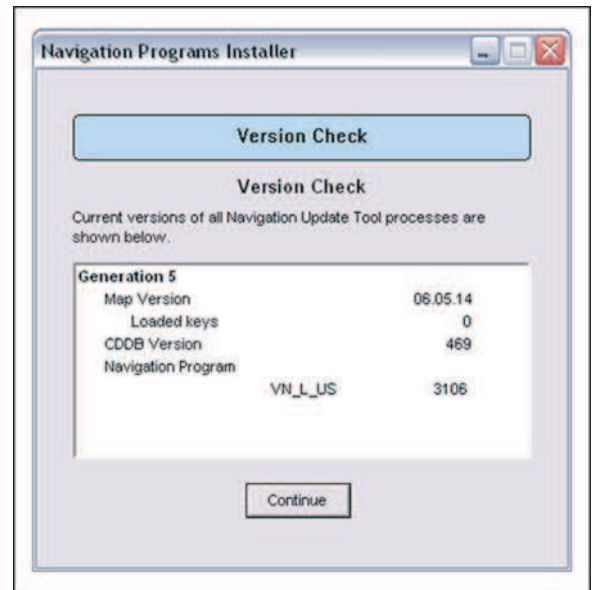 Navigation Programs Installer
Version Check
Version Check
Current versions of all Navigation Update Tool processes are
shown below.
Generation 5
Map Version 06.05.14
Loaded keys 0
CDDB Version 469
Navigation Program
VN_L_US 3106
Continue